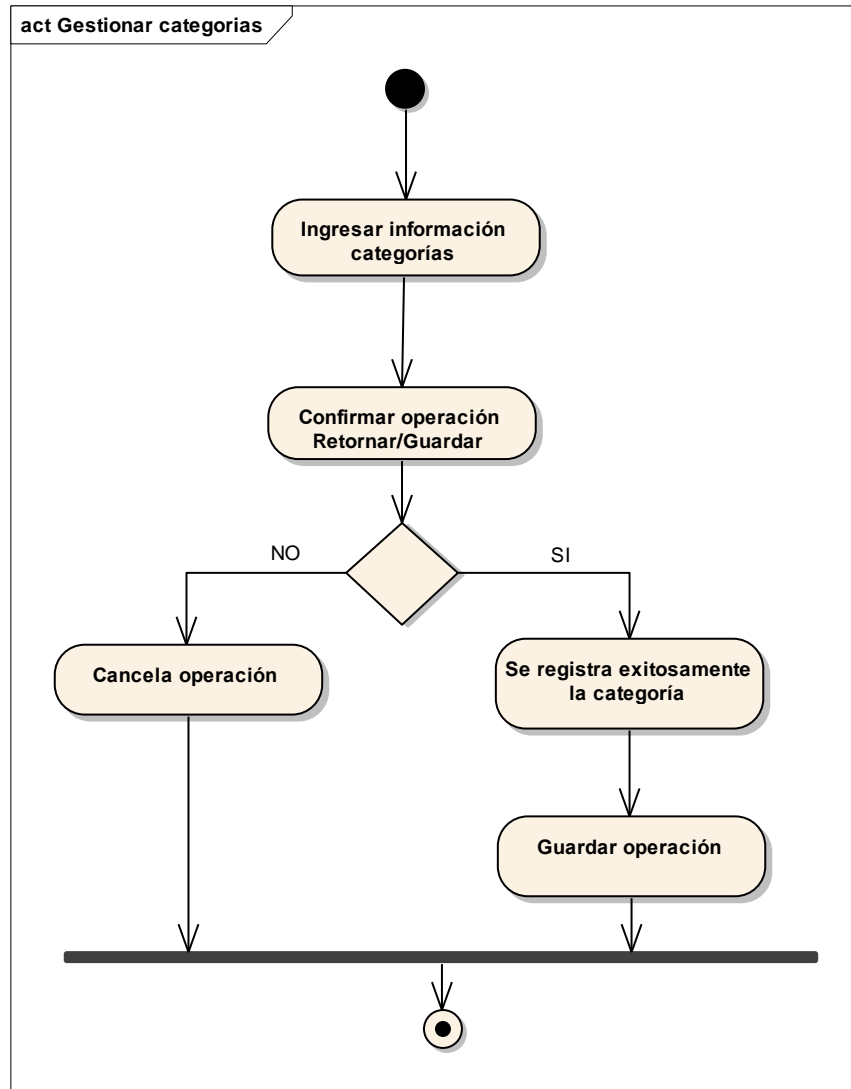 act Gestionar categorias
Ingresar información
categorías
Confirmar operación
Retornar/Guardar
NO
SI
Cancela operación
Se registra exitosamente
la categoría
Guardar operación